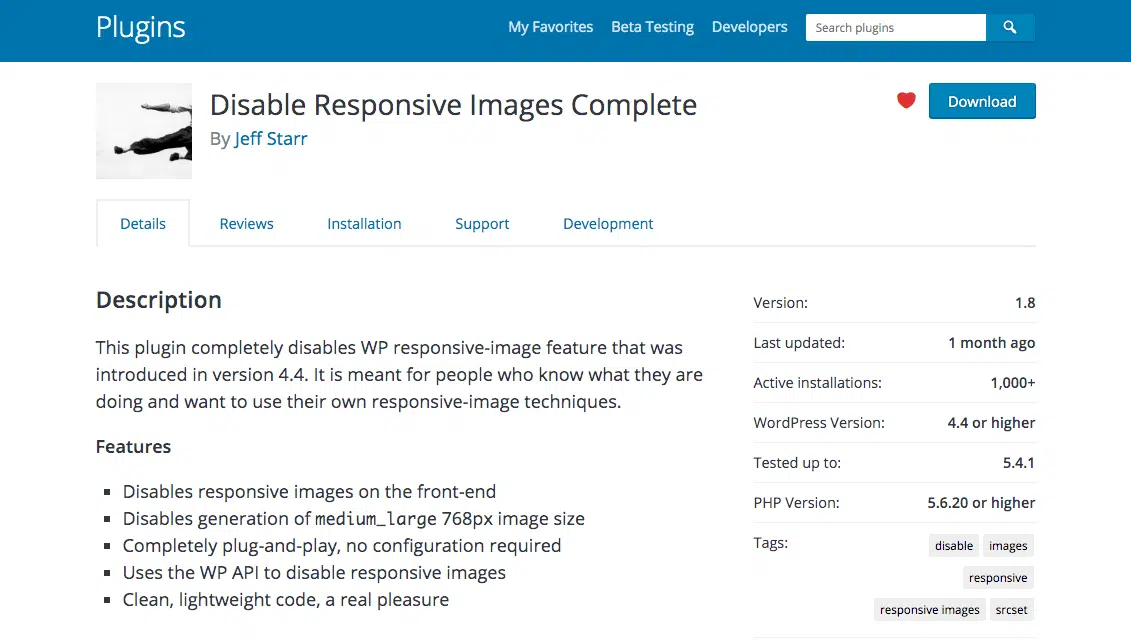 Plugins
My Favorites Beta Testing Developers Search plugins
Disable Responsive Images Complete
Download
By Jeff Starr
Details Reviews Installation Support Development
Description
This plugin completely disables WP responsive-image feature that was
introduced in version 4.4. It is meant for people who know what they are
doing and want to use their own responsive-image techniques.
Features
Disables responsive images on the front-end
Disables generation of medium_large 768px image size
Completely plug-and-play, no configuration required
Uses the WP API to disable responsive images
Clean, lightweight code, a real pleasure
Version: 1.8
Last updated: 1 month ago
Active installations: 1,000+
WordPress Version: 4.4 or higher
Tested up to: 5.4.1
PHP Version: 5.6.20 or higher
Tags: disable images
responsive
responsive images srcset